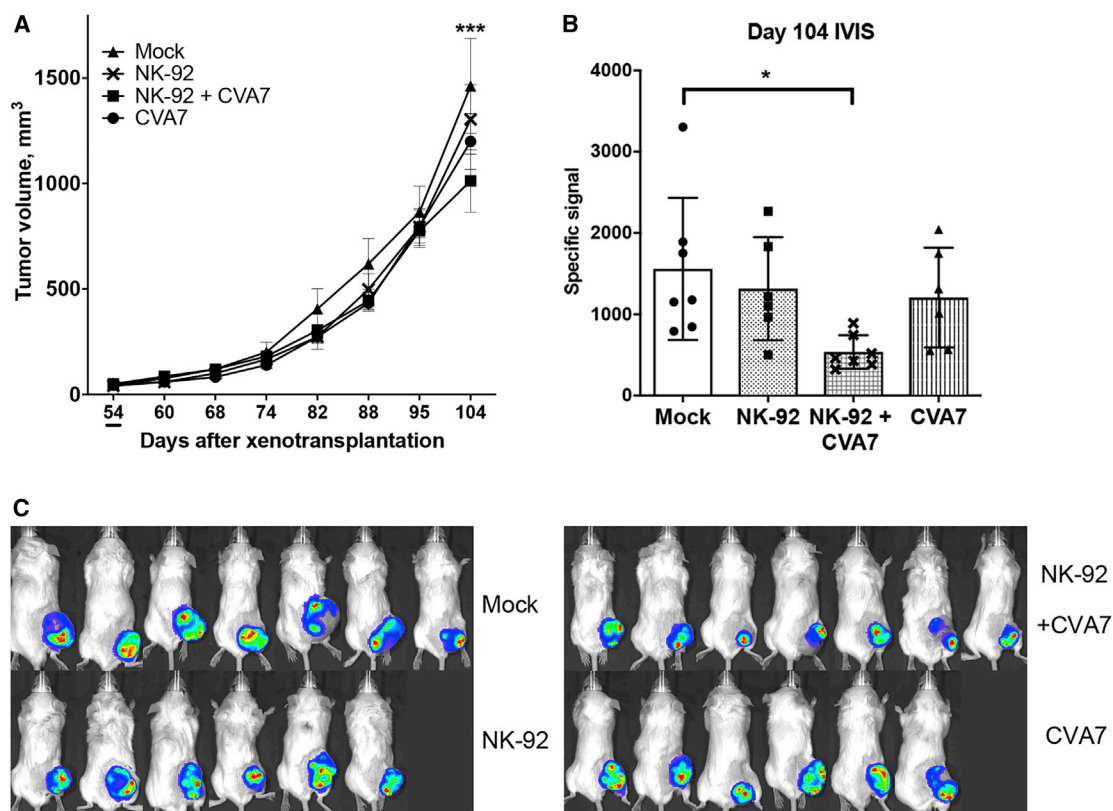 A
Mock
NK-92
NK-92 + CVA7
CVA7
***
Tumor volume, mm3
1500
1000
500
0
54 60 68 74 82 88 95 104
Days after xenotransplantation
B
Day 104 IVIS
*
Specific signal
4000
3000
2000
1000
0
Mock NK-92 NK-92 + CVA7
CVA7
C
Mock
NK-92
NK-92
+CVA7
CVA7